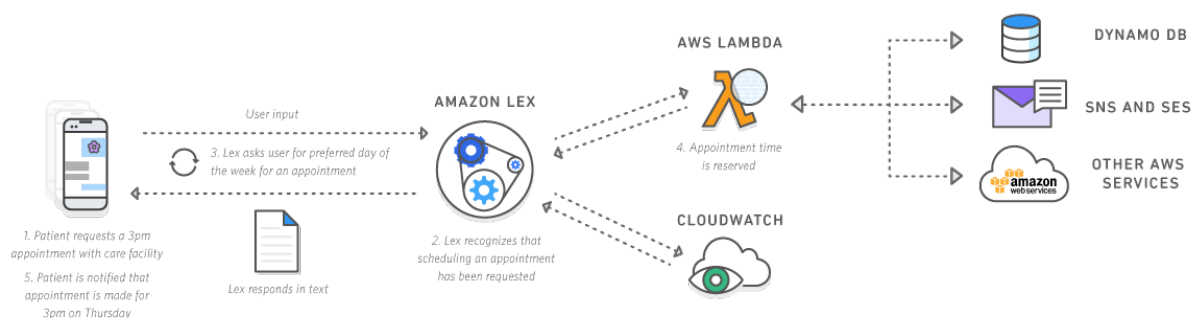 AWS LAMBDA
DYNAMO DB
AMAZON LEX
User input
SNS AND SES
3. Lex asks user for preferred day of
the week for an appointment
4. Appointment time
is reserved
OTHER AWS
SERVICES
amazon
webservices
CLOUDWATCH
1. Patient requests a 3pm
appointment with care facility
2. Lex recognizes that
scheduling an appointment
has been requested
5. Patient is notified that
appointment is made for
3pm on Thursday
Lex responds in text